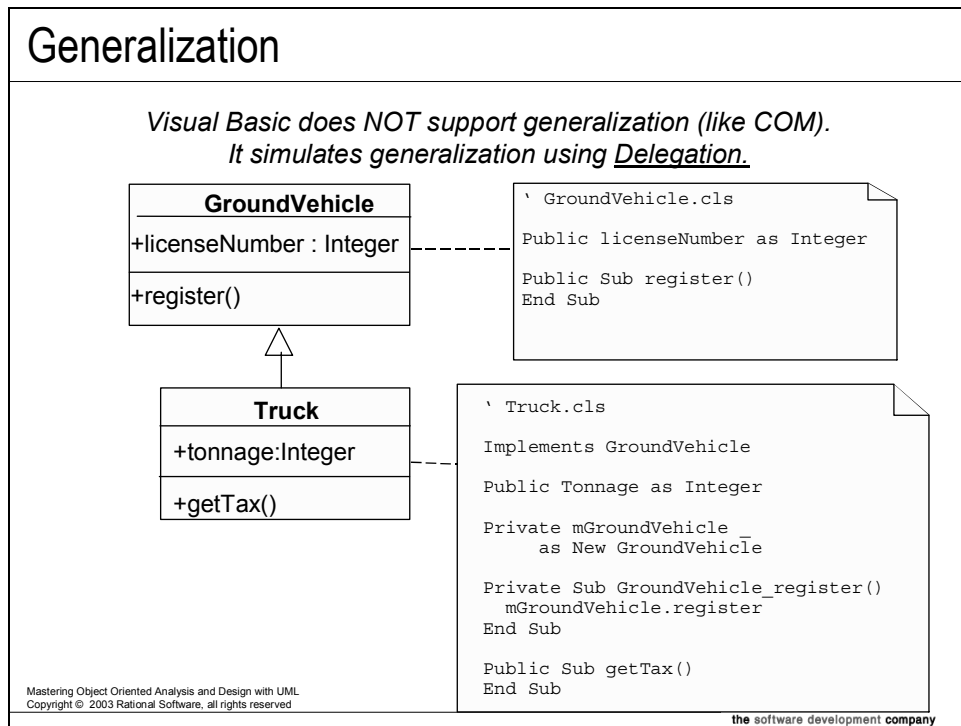 Generalization
Visual Basic does NOT support generalization (like COM).
It simulates generalization using Delegation.
GroundVehicle
+licenseNumber : Integer
+register()
Truck
+tonnage:Integer
+getTax()
‘ GroundVehicle.cls
Public licenseNumber as Integer
Public Sub register()
End Sub
‘ Truck.cls
Implements GroundVehicle
Public Tonnage as Integer
Private mGroundVehicle _
as New GroundVehicle
Private Sub GroundVehicle_register()
mGroundVehicle.register
End Sub
Public Sub getTax()
End Sub
Mastering Object Oriented Analysis and Design with UML
Copyright © 2003 Rational Software, all rights reserved
the software development company